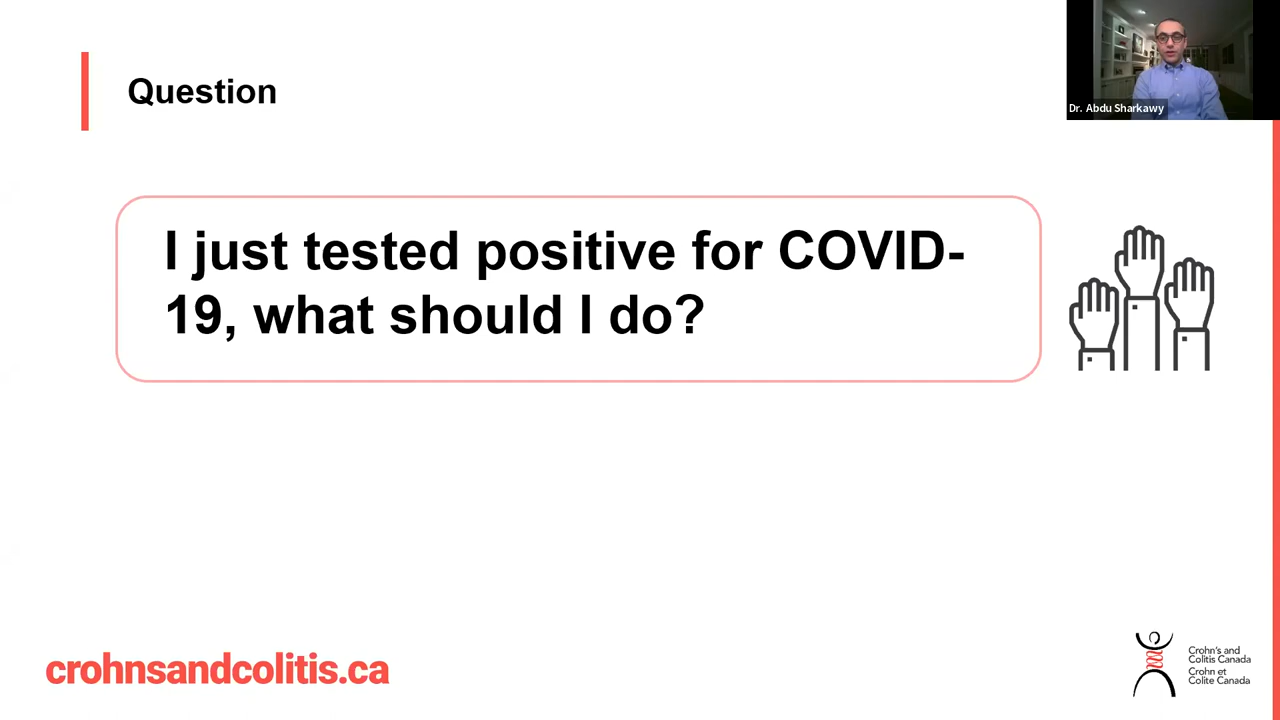 Question
Dr. Abdu Sharkawy
I just tested positive for COVID-
19, what should I do?
crohnsandcolitis.ca
Crohn's and
Colitis Canada
Crohn et
Colite Canada